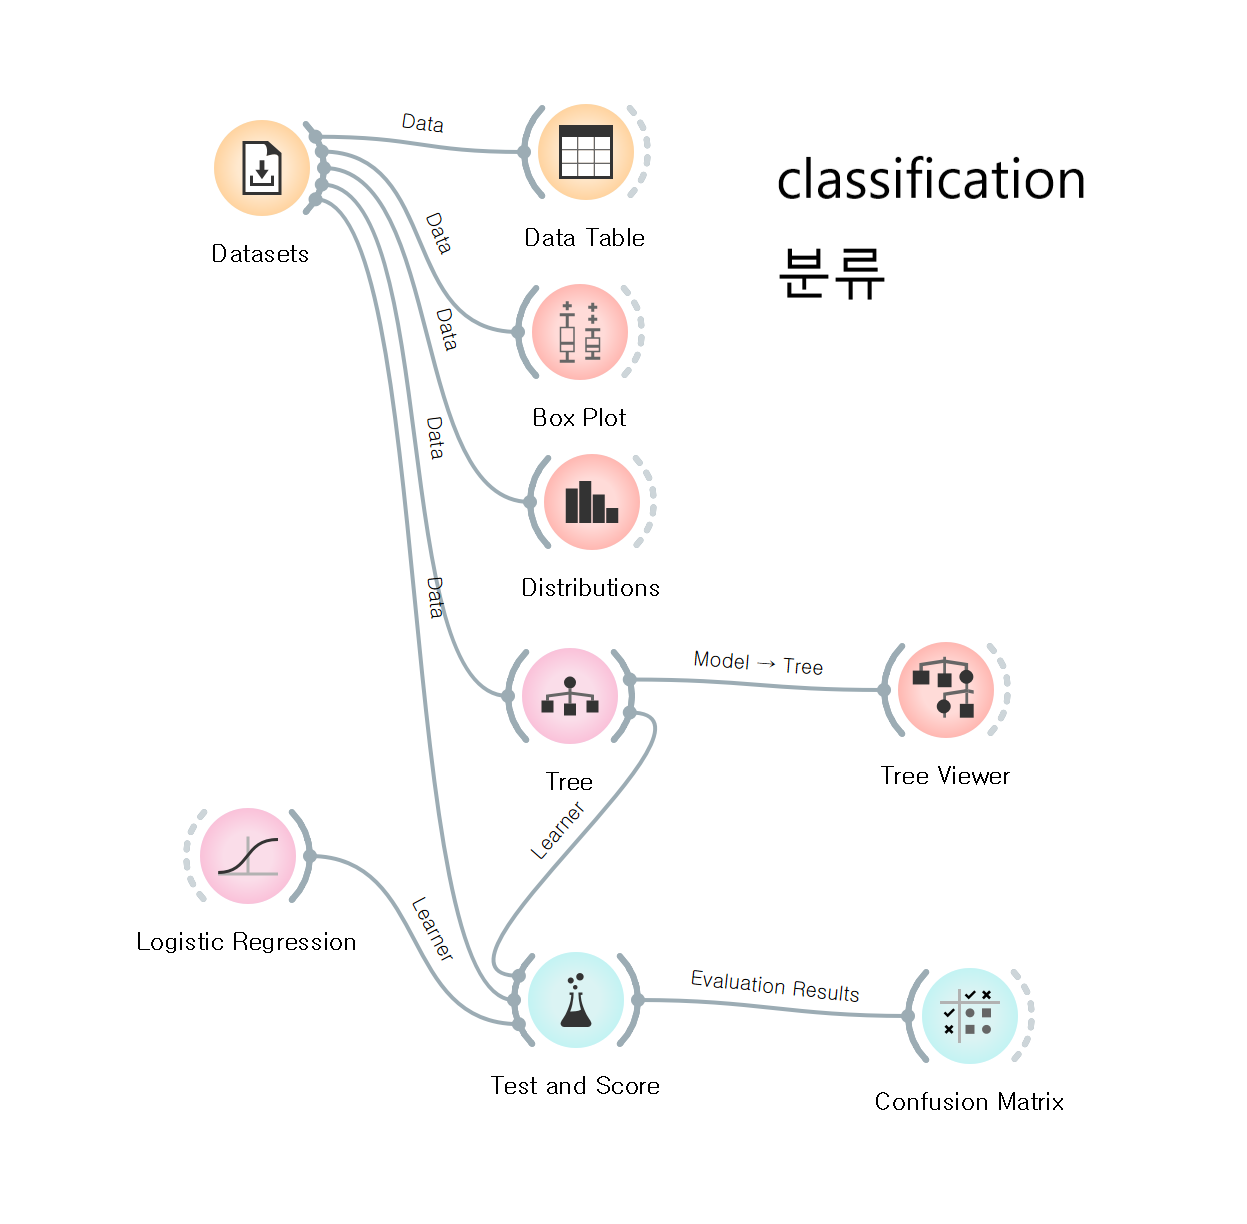 classification
분류
Datasets
Data
Data Table
Data
Box Plot
Data
Distributions
Data
Data
Tree
Model → Tree
Tree Viewer
Learner
Logistic Regression
Learner
Test and Score
Evaluation Results
Confusion Matrix